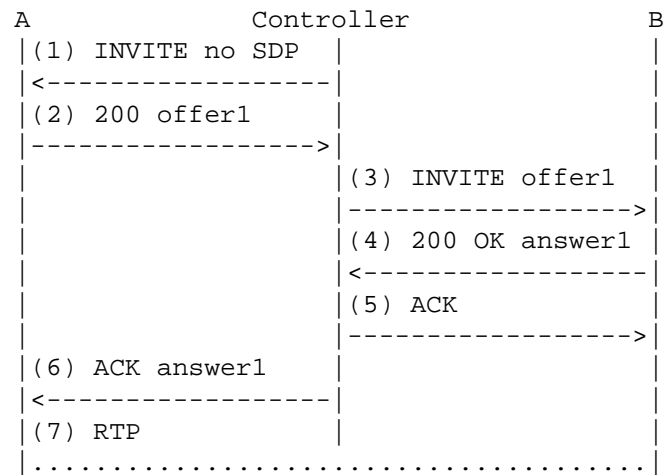 A Controller B
(1) INVITE no SDP
(2) 200 offer1
(3) INVITE offer1
(4) 200 OK answer1
(5) ACK
(6) ACK answer1
(7) RTP